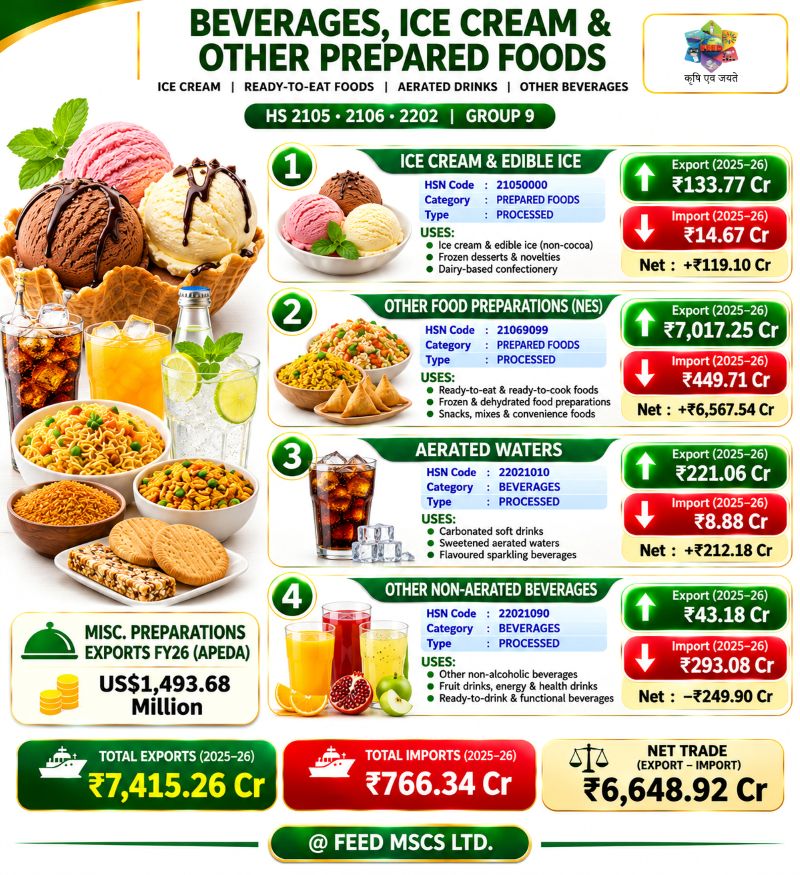 BEVERAGES, ICE CREAM &
OTHER PREPARED FOODS
ICE CREAM | READY-TO-EAT FOODS | AERATED DRINKS | OTHER BEVERAGES
HS 2105 • 2106 • 2202 | GROUP 9
FEED
कृषि एव जयते
1
ICE CREAM & EDIBLE ICE
HSN Code : 21050000
Category : PREPARED FOODS
Type : PROCESSED
USES:
• Ice cream & edible ice (non-cocoa)
• Frozen desserts & novelties
• Dairy-based confectionery
Export (2025–26)
₹133.77 Cr
Import (2025–26)
₹14.67 Cr
Net : +₹119.10 Cr
2
OTHER FOOD PREPARATIONS (NES)
HSN Code : 21069099
Category : PREPARED FOODS
Type : PROCESSED
USES:
• Ready-to-eat & ready-to-cook foods
• Frozen & dehydrated food preparations
• Snacks, mixes & convenience foods
Export (2025–26)
₹7,017.25 Cr
Import (2025–26)
₹449.71 Cr
Net : +₹6,567.54 Cr
3
AERATED WATERS
HSN Code : 22021010
Category : BEVERAGES
Type : PROCESSED
USES:
• Carbonated soft drinks
• Sweetened aerated waters
• Flavoured sparkling beverages
Export (2025–26)
₹221.06 Cr
Import (2025–26)
₹8.88 Cr
Net : +₹212.18 Cr
4
OTHER NON-AERATED BEVERAGES
HSN Code : 22021090
Category : BEVERAGES
Type : PROCESSED
USES:
• Other non-alcoholic beverages
• Fruit drinks, energy & health drinks
• Ready-to-drink & functional beverages
Export (2025–26)
₹43.18 Cr
Import (2025–26)
₹293.08 Cr
Net : −₹249.90 Cr
MISC. PREPARATIONS
EXPORTS FY26 (APEDA)
US$1,493.68
Million
TOTAL EXPORTS (2025–26)
₹7,415.26 Cr
TOTAL IMPORTS (2025–26)
₹766.34 Cr
NET TRADE
(EXPORT – IMPORT)
₹6,648.92 Cr
@ FEED MSCS LTD.